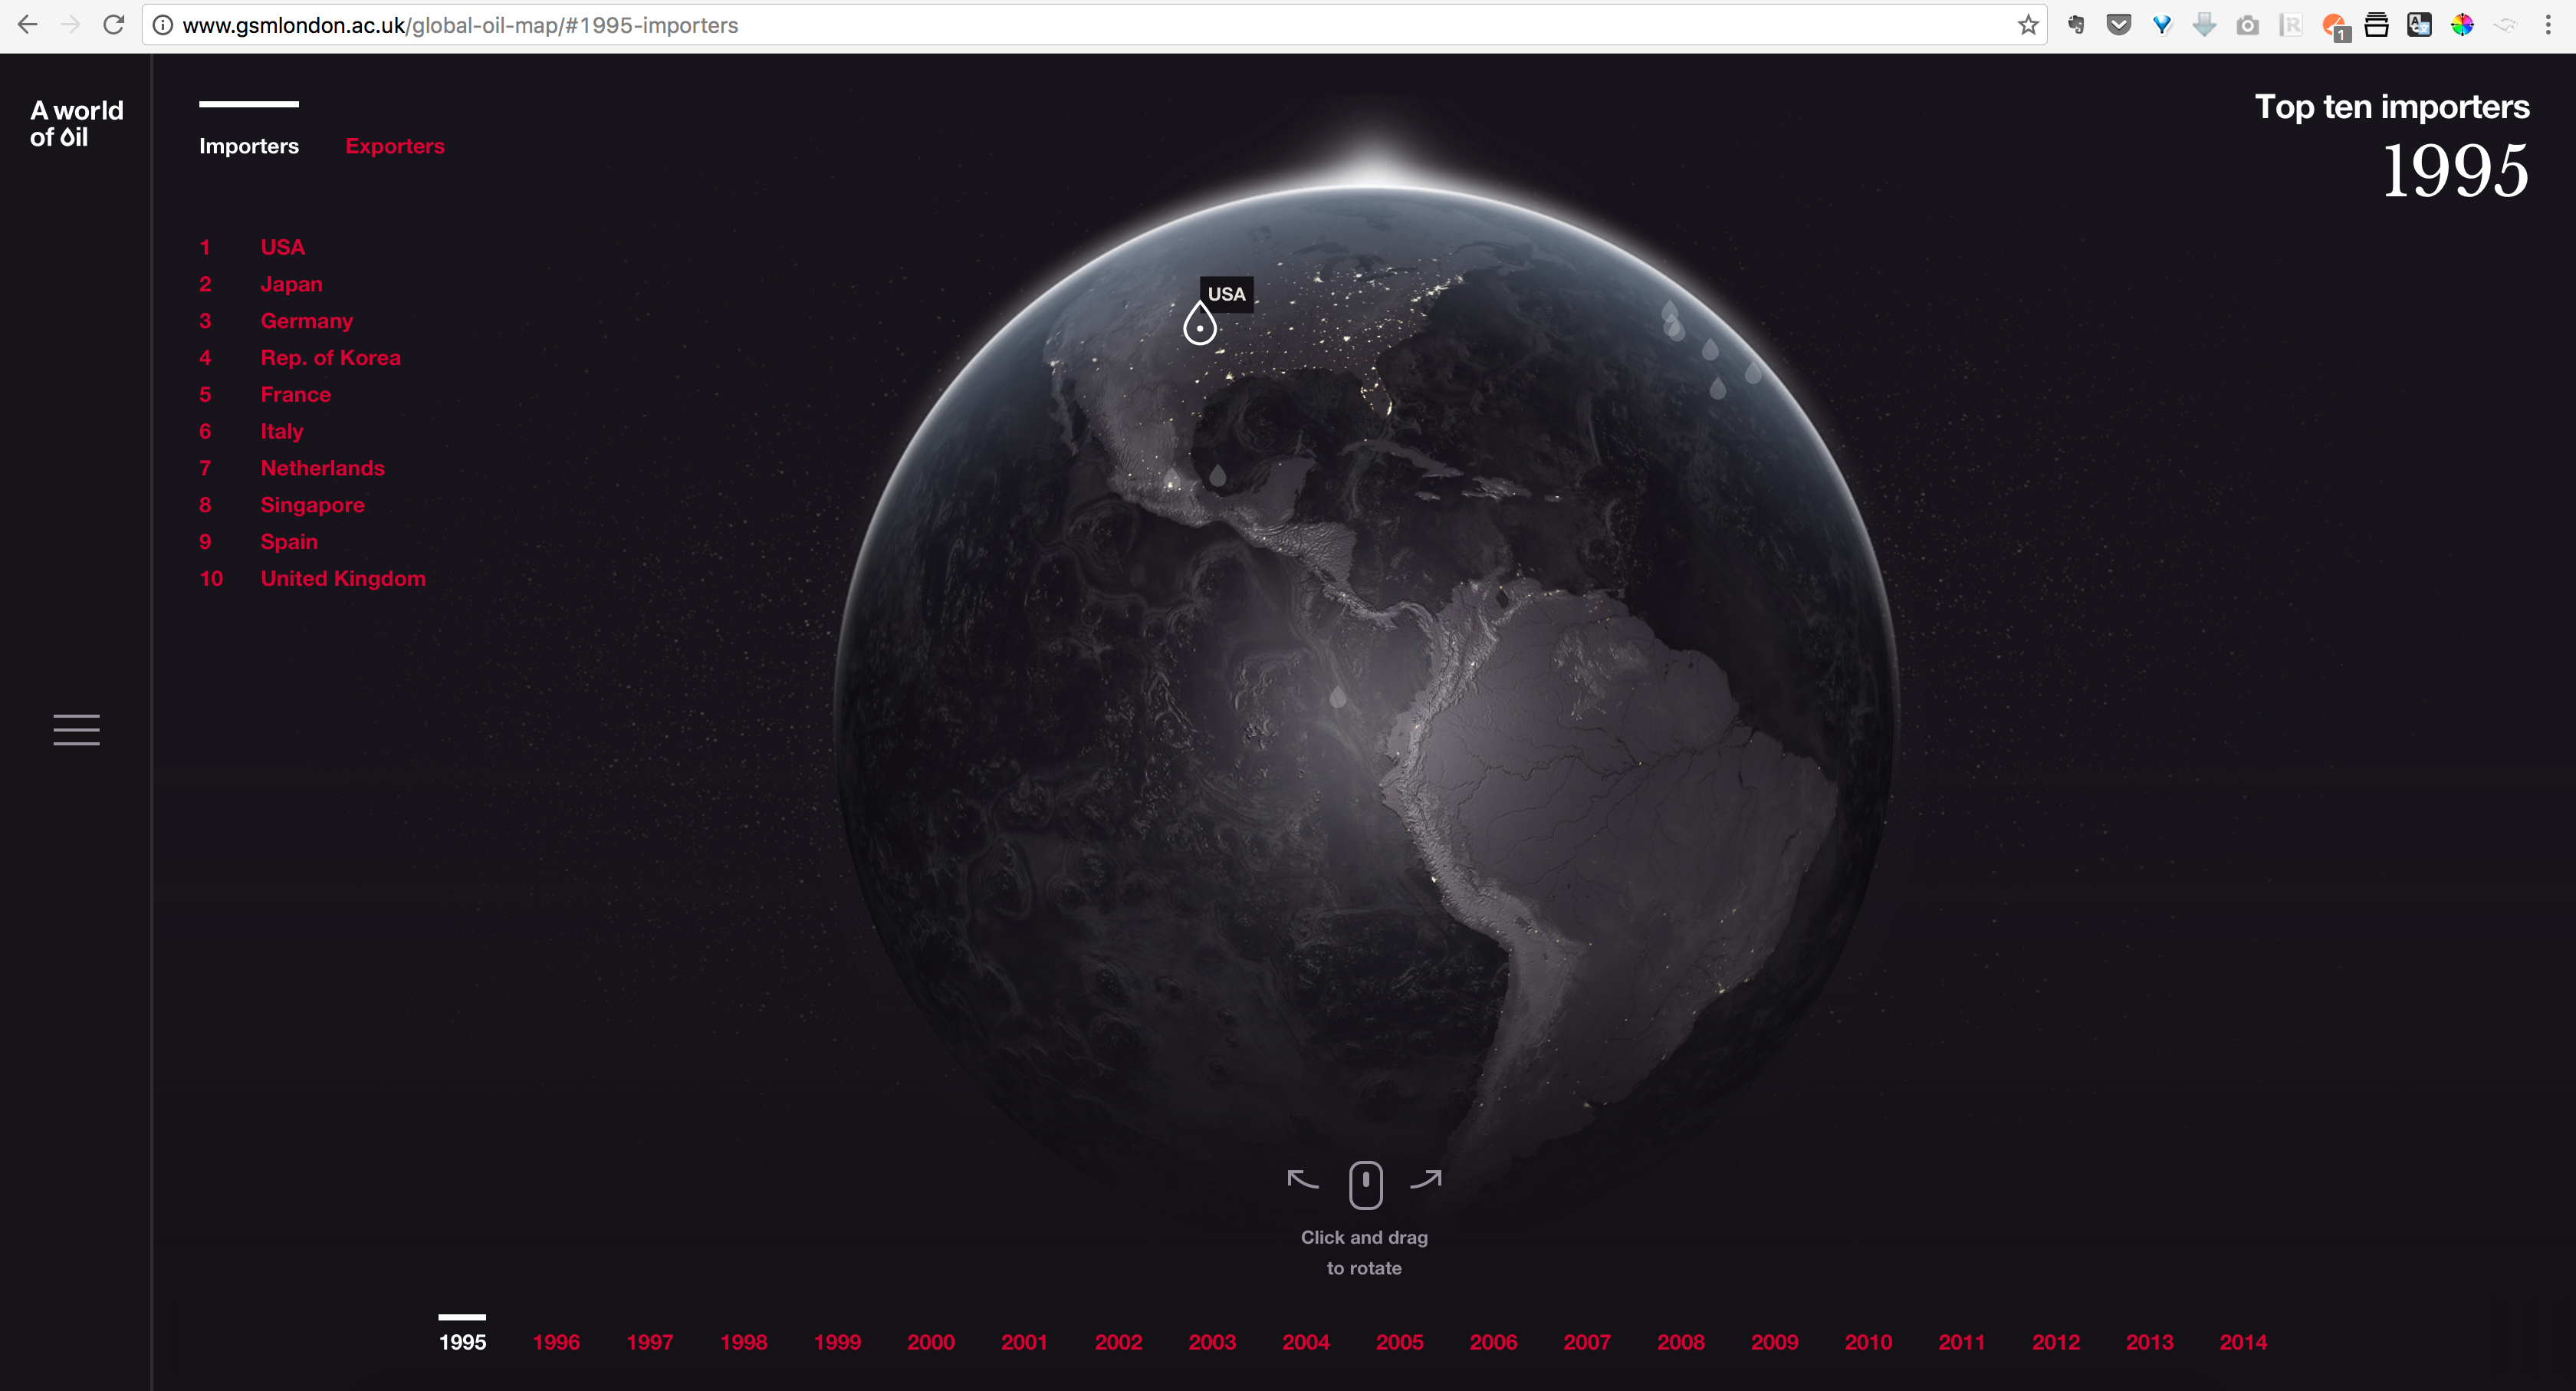 www.gsmlondon.ac.uk/global-oil-map/#1995-importers
1
A world
of Oil
Importers
Exporters
Top ten importers
1995
1 USA
2 Japan
3 Germany
4 Rep. of Korea
5 France
6 Italy
7 Netherlands
8 Singapore
9 Spain
10 United Kingdom
USA
Click and drag
to rotate
1995 1996 1997 1998 1999 2000 2001 2002 2003 2004 2005 2006 2007 2008 2009 2010 2011 2012 2013 2014